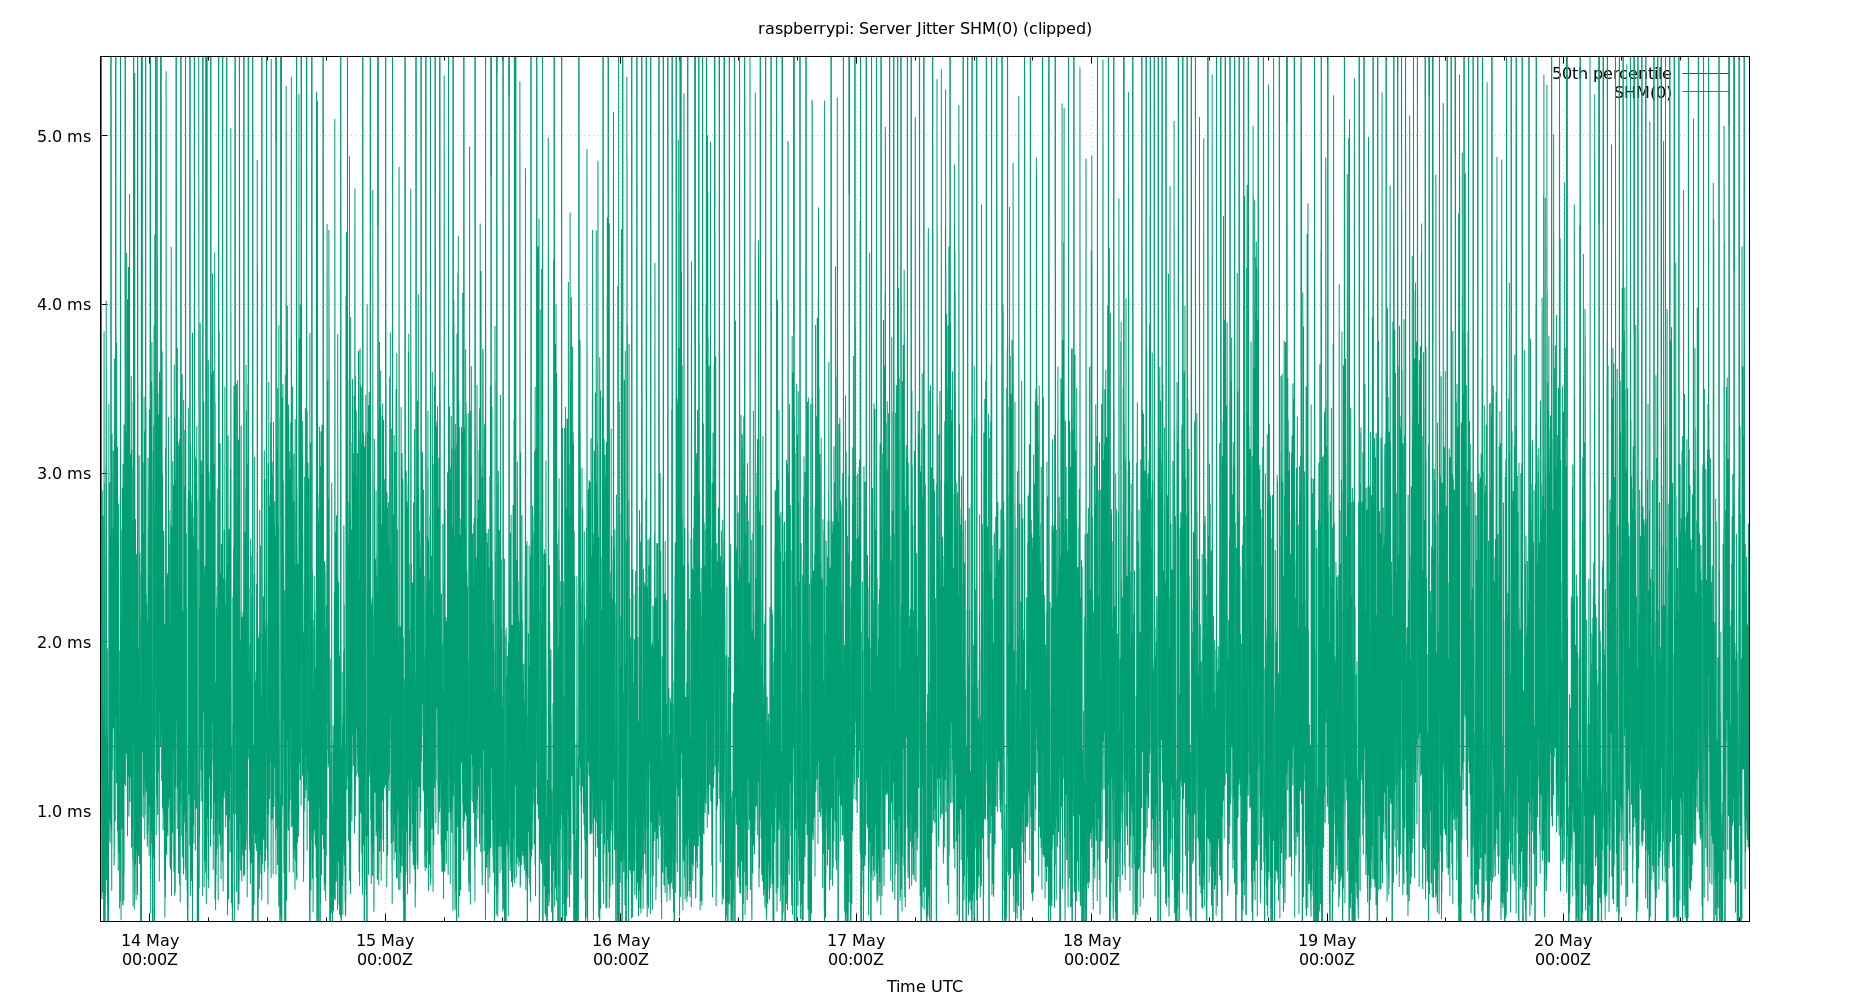 raspberrypi: Server Jitter SHM(0) (clipped)
50th percentile
SHM(0)
5.0 ms
4.0 ms
3.0 ms
2.0 ms
1.0 ms
14 May 15 May 16 May 17 May 18 May 19 May 20 May
00:00Z 00:00Z 00:00Z 00:00Z 00:00Z 00:00Z 00:00Z
Time UTC